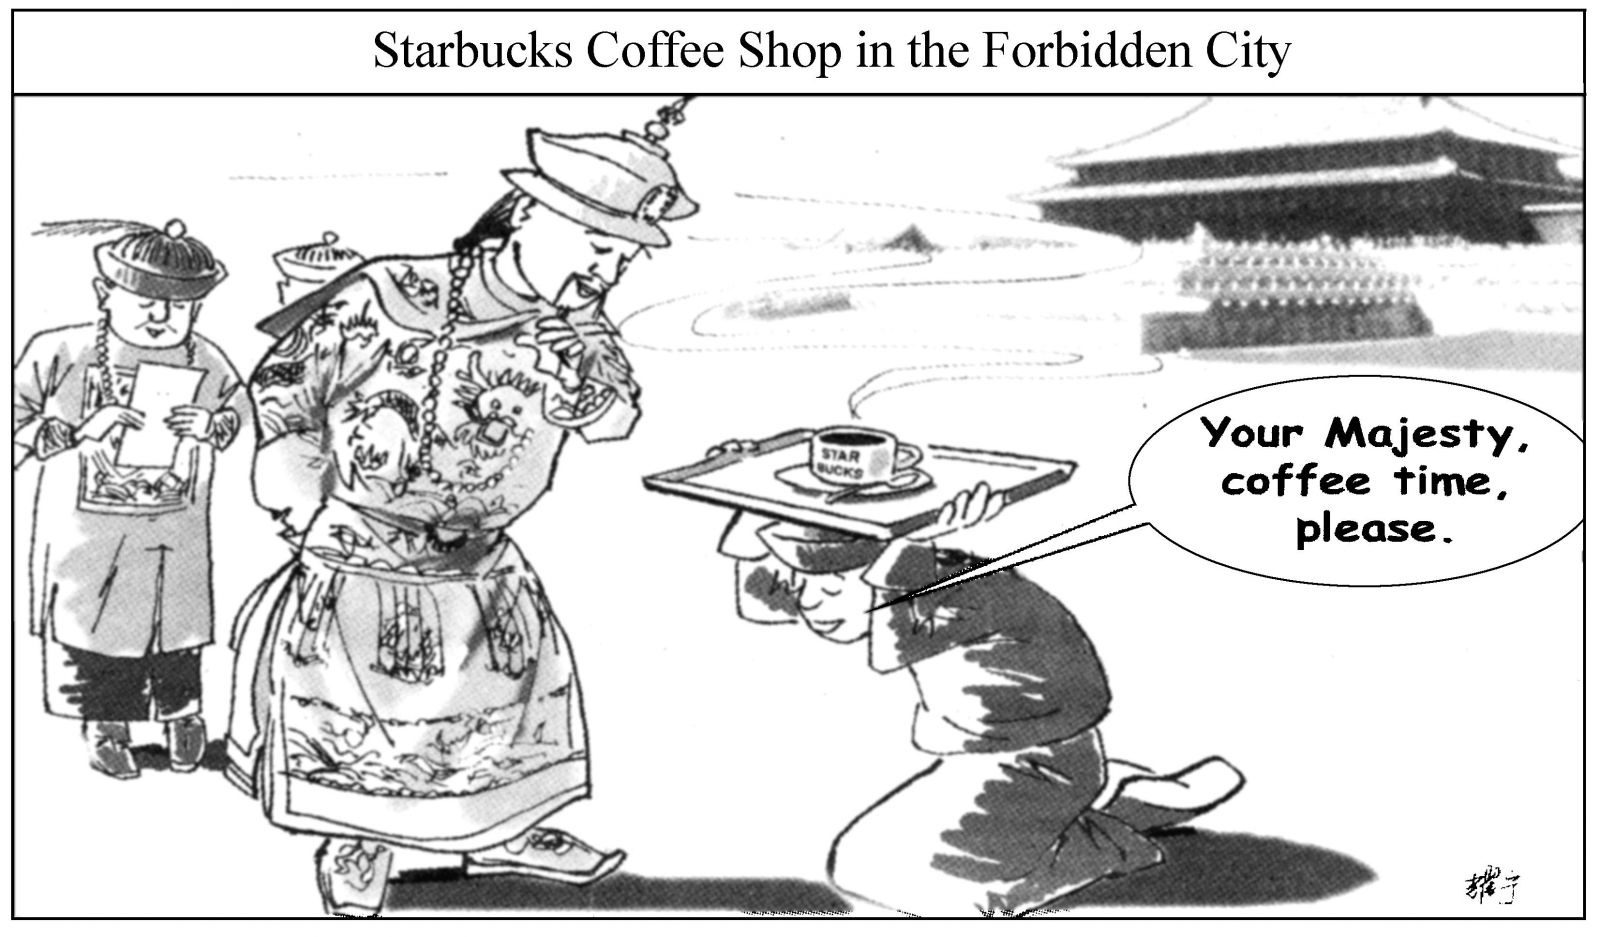 Starbucks Coffee Shop in the Forbidden City
Your Majesty,
coffee time,
please.
STAR
BUCKS